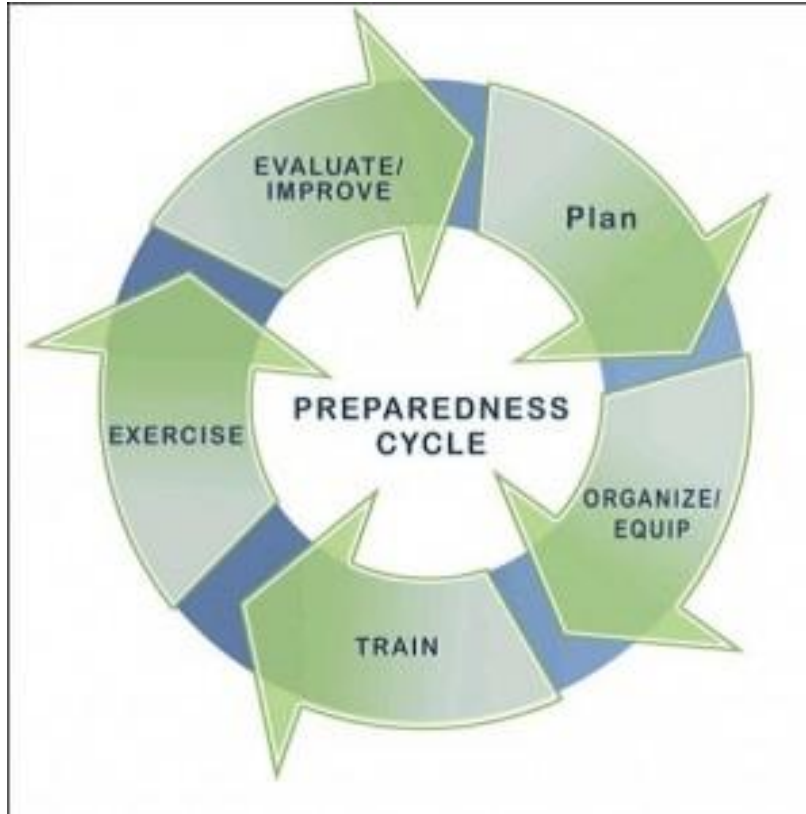 EVALUATE/
IMPROVE
Plan
PREPAREDNESS
CYCLE
EXERCISE
ORGANIZE/
EQUIP
TRAIN